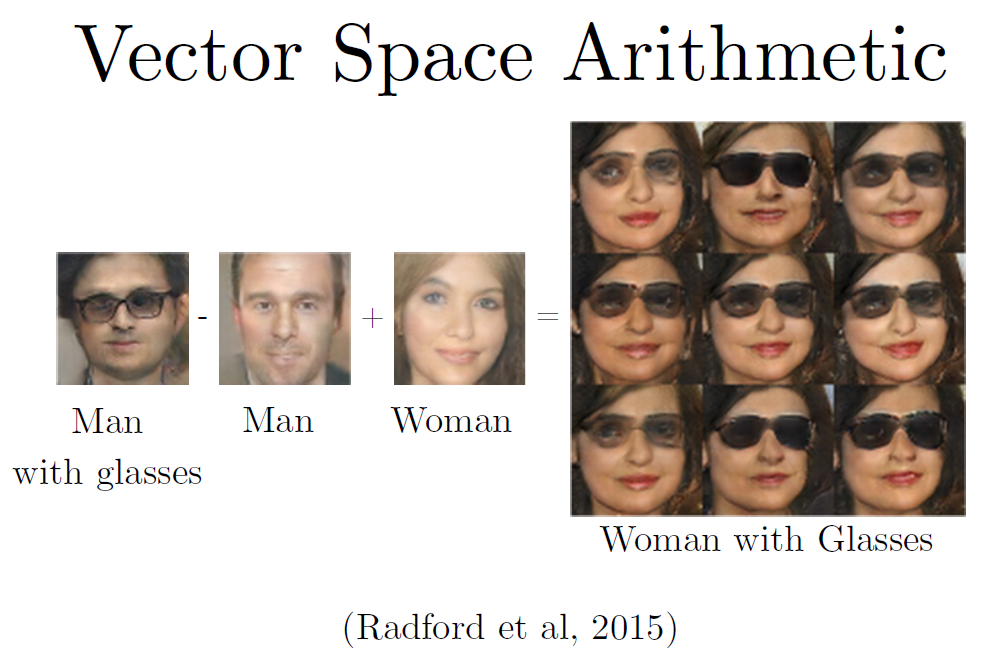 Vector Space Arithmetic
- + =
Man Man Woman
with glasses
Woman with Glasses
(Radford et al, 2015)